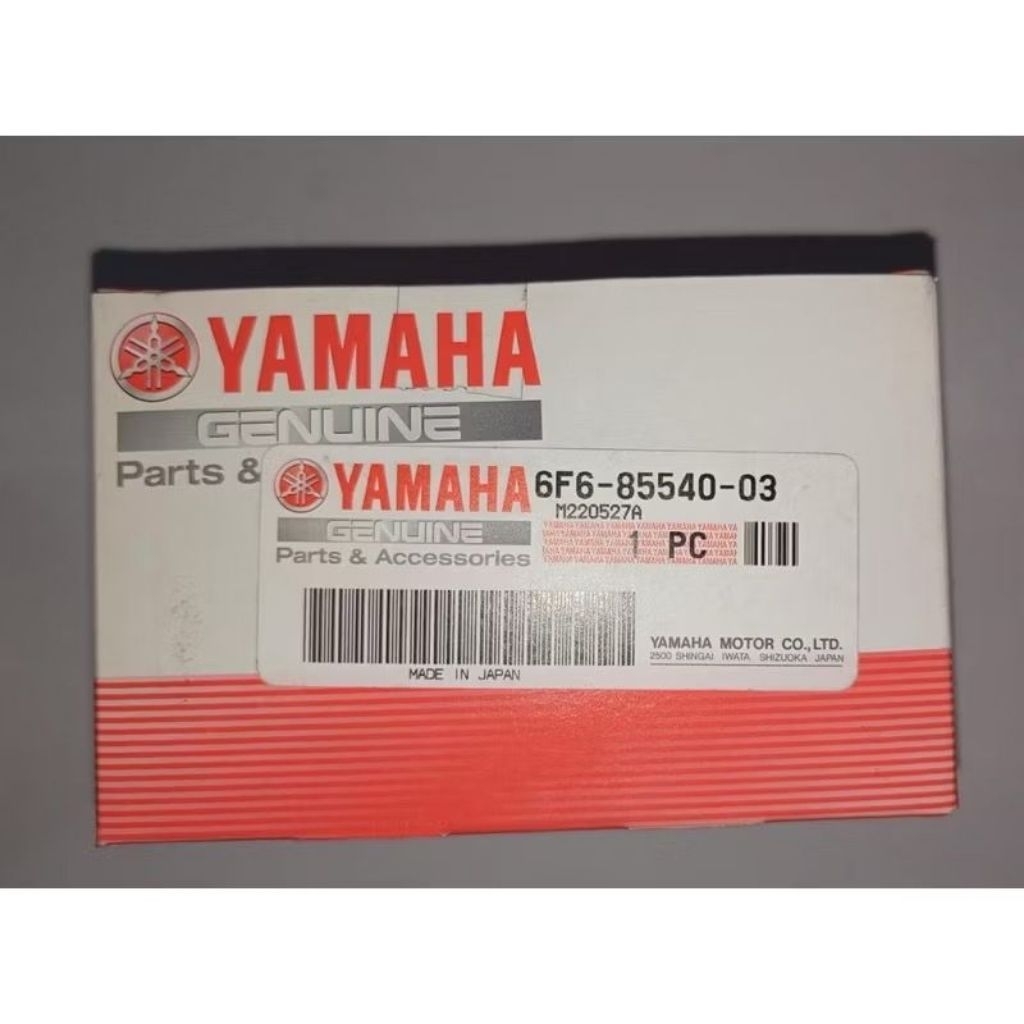 YAMAHA
GENUINE
Parts &
YAMAHA
GENUINE
Parts & Accessories
6F6-85540-03
M220527A
1 PC
YAMAHA MOTOR CO.,LTD.
2500 SHINGAI IWATA SHIZUOKA JAPAN
MADE IN JAPAN